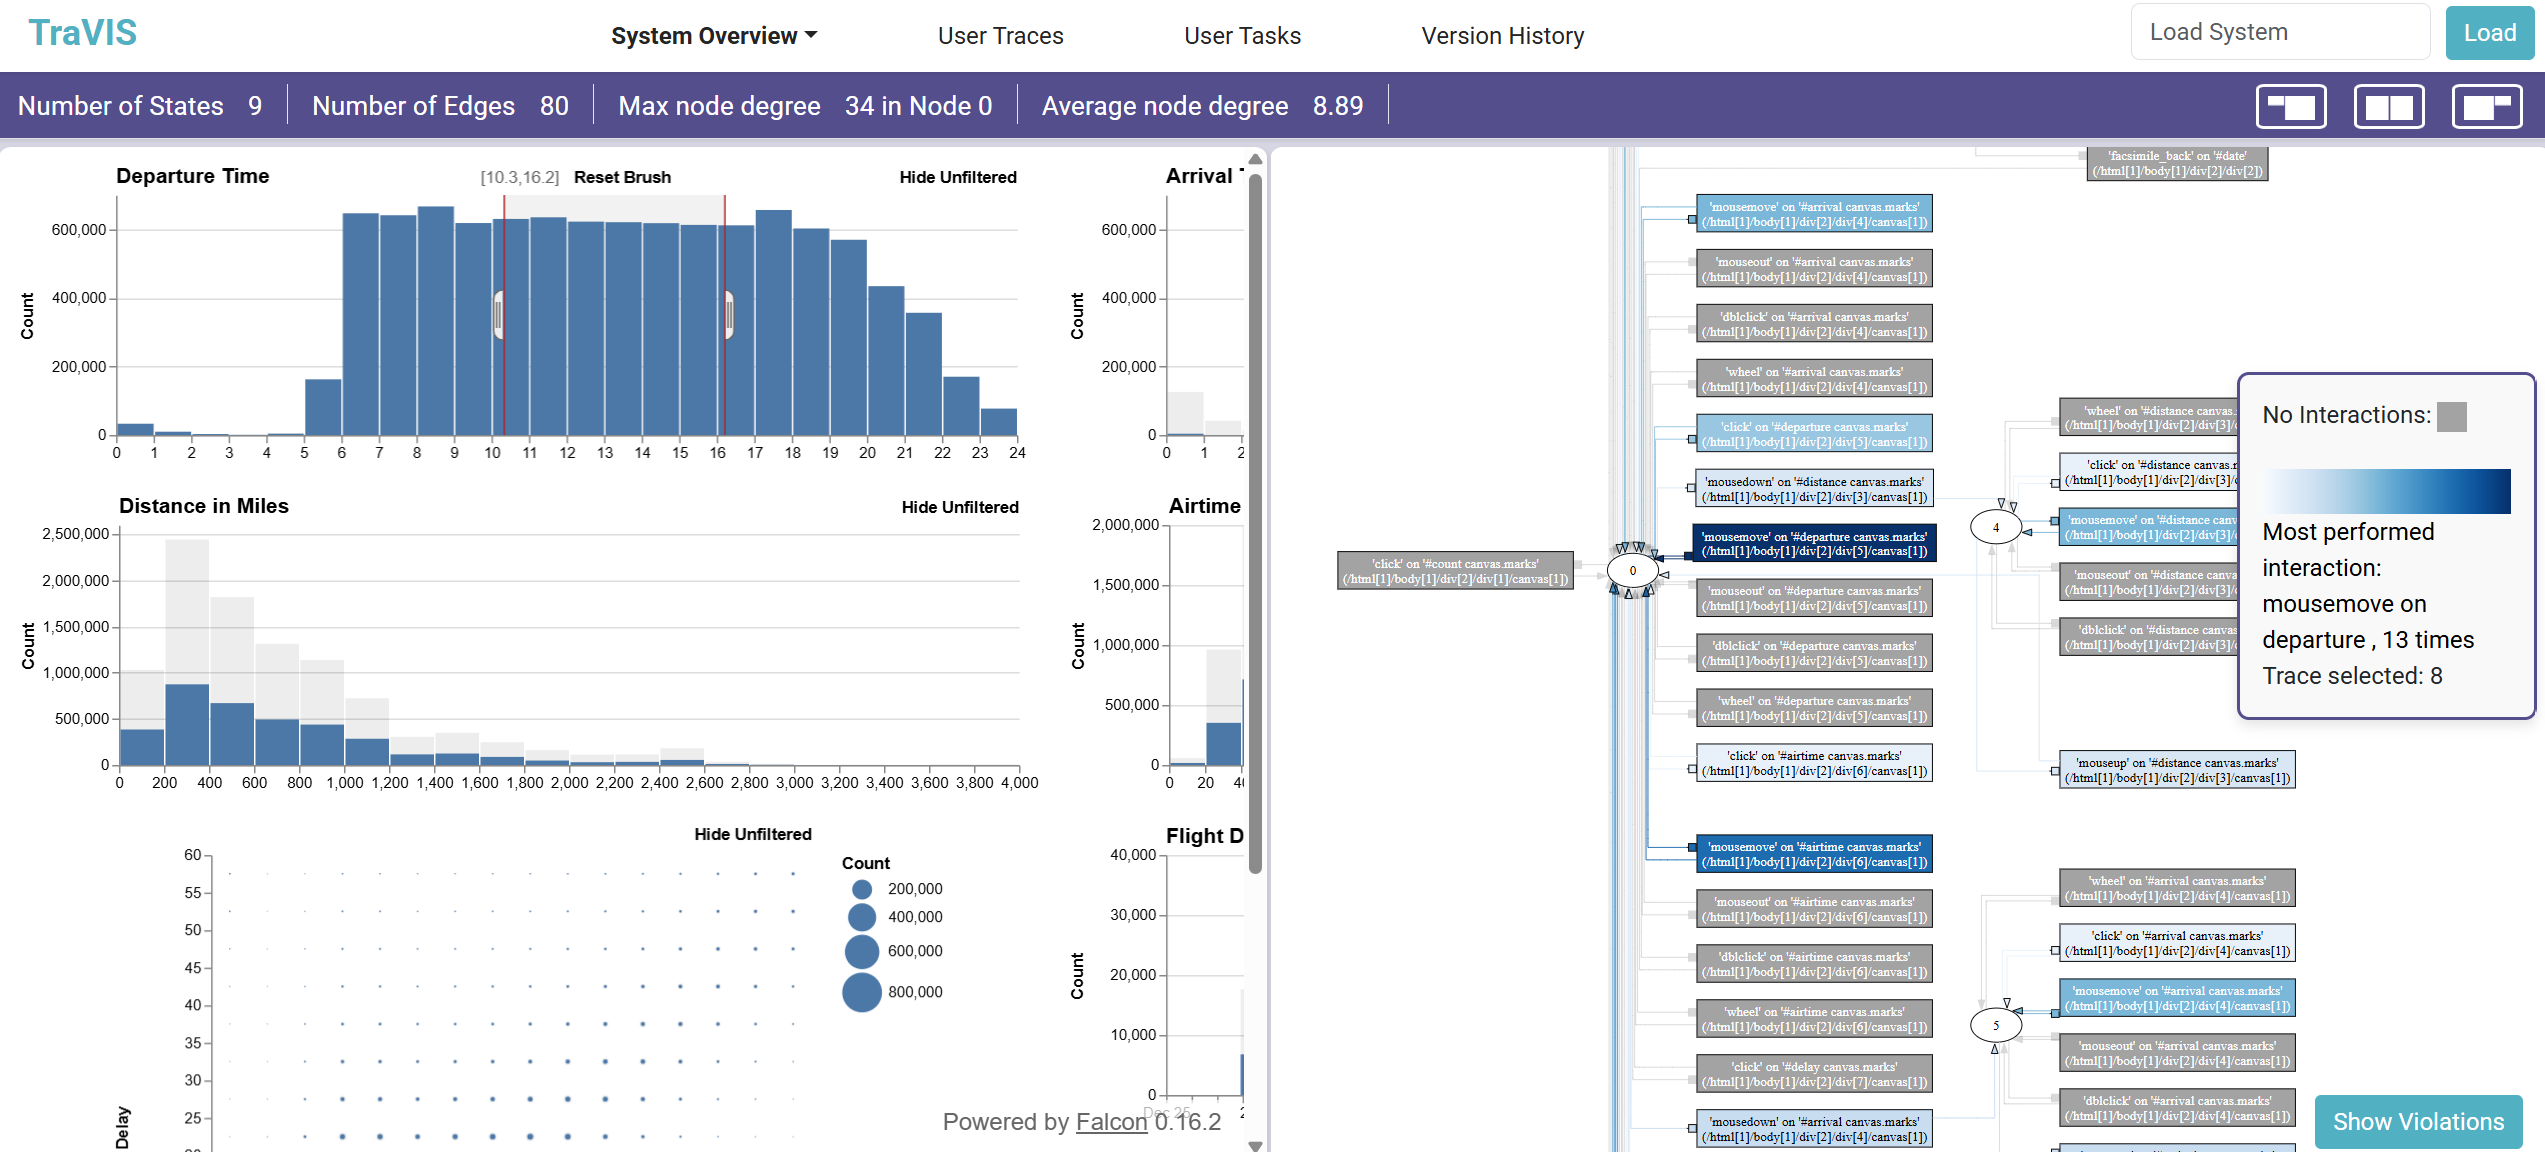 TraVIS
System Overview
User Traces
User Tasks
Version History
Load System
Load
Number of States 9
Number of Edges 80
Max node degree 34 in Node 0
Average node degree 8.89
Departure Time
[10.3,16.2] Reset Brush
Hide Unfiltered
Count
600,000
400,000
200,000
0
0 1 2 3 4 5 6 7 8 9 10 11 12 13 14 15 16 17 18 19 20 21 22 23 24
Arrival
Count
600,000
400,000
200,000
0
0 1 2
Distance in Miles
Hide Unfiltered
Count
2,500,000
2,000,000
1,500,000
1,000,000
500,000
0
0 200 400 600 800 1,000 1,200 1,400 1,600 1,800 2,000 2,200 2,400 2,600 2,800 3,000 3,200 3,400 3,600 3,800 4,000
Airtime
Count
2,000,000
1,500,000
1,000,000
500,000
0
0 20
Hide Unfiltered
Delay
60
55
50
45
40
35
30
25
Count
200,000
400,000
600,000
800,000
Flight D
Count
40,000
30,000
20,000
10,000
0
Dec 25
Powered by Falcon 0.16.2
'click' on '#count canvas.marks'
(/html[1]/body[1]/div[2]/div[1]/canvas[1])
0
'mousemove' on '#arrival canvas.marks'
(/html[1]/body[1]/div[2]/div[4]/canvas[1])
'mouseout' on '#arrival canvas.marks'
(/html[1]/body[1]/div[2]/div[4]/canvas[1])
'dblclick' on '#arrival canvas.marks'
(/html[1]/body[1]/div[2]/div[4]/canvas[1])
'wheel' on '#arrival canvas.marks'
(/html[1]/body[1]/div[2]/div[4]/canvas[1])
'click' on '#departure canvas.marks'
(/html[1]/body[1]/div[2]/div[5]/canvas[1])
'mousedown' on '#distance canvas.marks'
(/html[1]/body[1]/div[2]/div[3]/canvas[1])
'mousemove' on '#departure canvas.marks'
(/html[1]/body[1]/div[2]/div[5]/canvas[1])
'mouseout' on '#departure canvas.marks'
(/html[1]/body[1]/div[2]/div[5]/canvas[1])
'dblclick' on '#departure canvas.marks'
(/html[1]/body[1]/div[2]/div[5]/canvas[1])
'wheel' on '#departure canvas.marks'
(/html[1]/body[1]/div[2]/div[5]/canvas[1])
'click' on '#airtime canvas.marks'
(/html[1]/body[1]/div[2]/div[6]/canvas[1])
'mousemove' on '#airtime canvas.marks'
(/html[1]/body[1]/div[2]/div[6]/canvas[1])
'mouseout' on '#airtime canvas.marks'
(/html[1]/body[1]/div[2]/div[6]/canvas[1])
'dblclick' on '#airtime canvas.marks'
(/html[1]/body[1]/div[2]/div[6]/canvas[1])
'wheel' on '#airtime canvas.marks'
(/html[1]/body[1]/div[2]/div[6]/canvas[1])
'click' on '#delay canvas.marks'
(/html[1]/body[1]/div[2]/div[7]/canvas[1])
'mousedown' on '#arrival canvas.marks'
(/html[1]/body[1]/div[2]/div[4]/canvas[1])
'facsimile_back' on '#date'
(/html[1]/body[1]/div[2]/div[2])
4
'wheel' on '#distance canvas.
(/html[1]/body[1]/div[2]/div[3]/
'click' on '#distance canvas.
(/html[1]/body[1]/div[2]/div[3]/
'mousemove' on '#distance canv
(/html[1]/body[1]/div[2]/div[3]/
'mouseout' on '#distance canvas
(/html[1]/body[1]/div[2]/div[3]/
'dblclick' on '#distance canvas
(/html[1]/body[1]/div[2]/div[3]/
'mouseup' on '#distance canvas.marks'
(/html[1]/body[1]/div[2]/div[3]/canvas[1])
5
'wheel' on '#arrival canvas.marks'
(/html[1]/body[1]/div[2]/div[4]/canvas[1])
'click' on '#arrival canvas.marks'
(/html[1]/body[1]/div[2]/div[4]/canvas[1])
'mousemove' on '#arrival canvas.marks'
(/html[1]/body[1]/div[2]/div[4]/canvas[1])
'mouseout' on '#arrival canvas.marks'
(/html[1]/body[1]/div[2]/div[4]/canvas[1])
'dblclick' on '#arrival canvas.marks'
(/html[1]/body[1]/div[2]/div[4]/canvas[1])
No Interactions:
Most performed
interaction:
mousemove on
departure , 13 times
Trace selected: 8
Show Violations